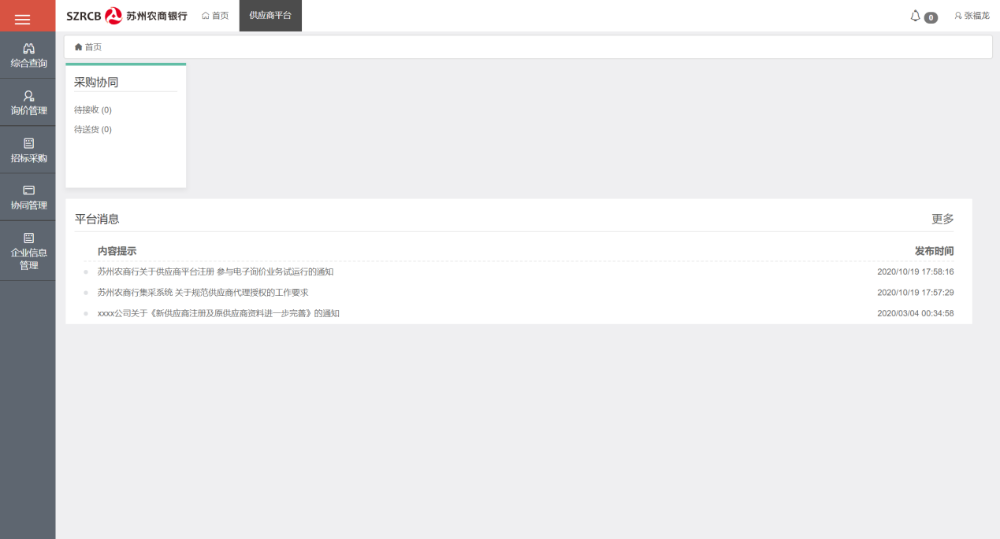 SZRCB 苏州农商银行 首页 供应商平台 0 张福龙
首页
综合查询
询价管理
招标采购
协同管理
企业信息
管理
采购协同
待接收 (0)
待送货 (0)
平台消息 更多
内容提示 发布时间
苏州农商行关于供应商平台注册 参与电子询价业务试运行的通知 2020/10/19 17:58:16
苏州农商行集采系统 关于规范供应商代理授权的工作要求 2020/10/19 17:57:29
xxxx公司关于《新供应商注册及原供应商资料进一步完善》的通知 2020/03/04 00:34:58